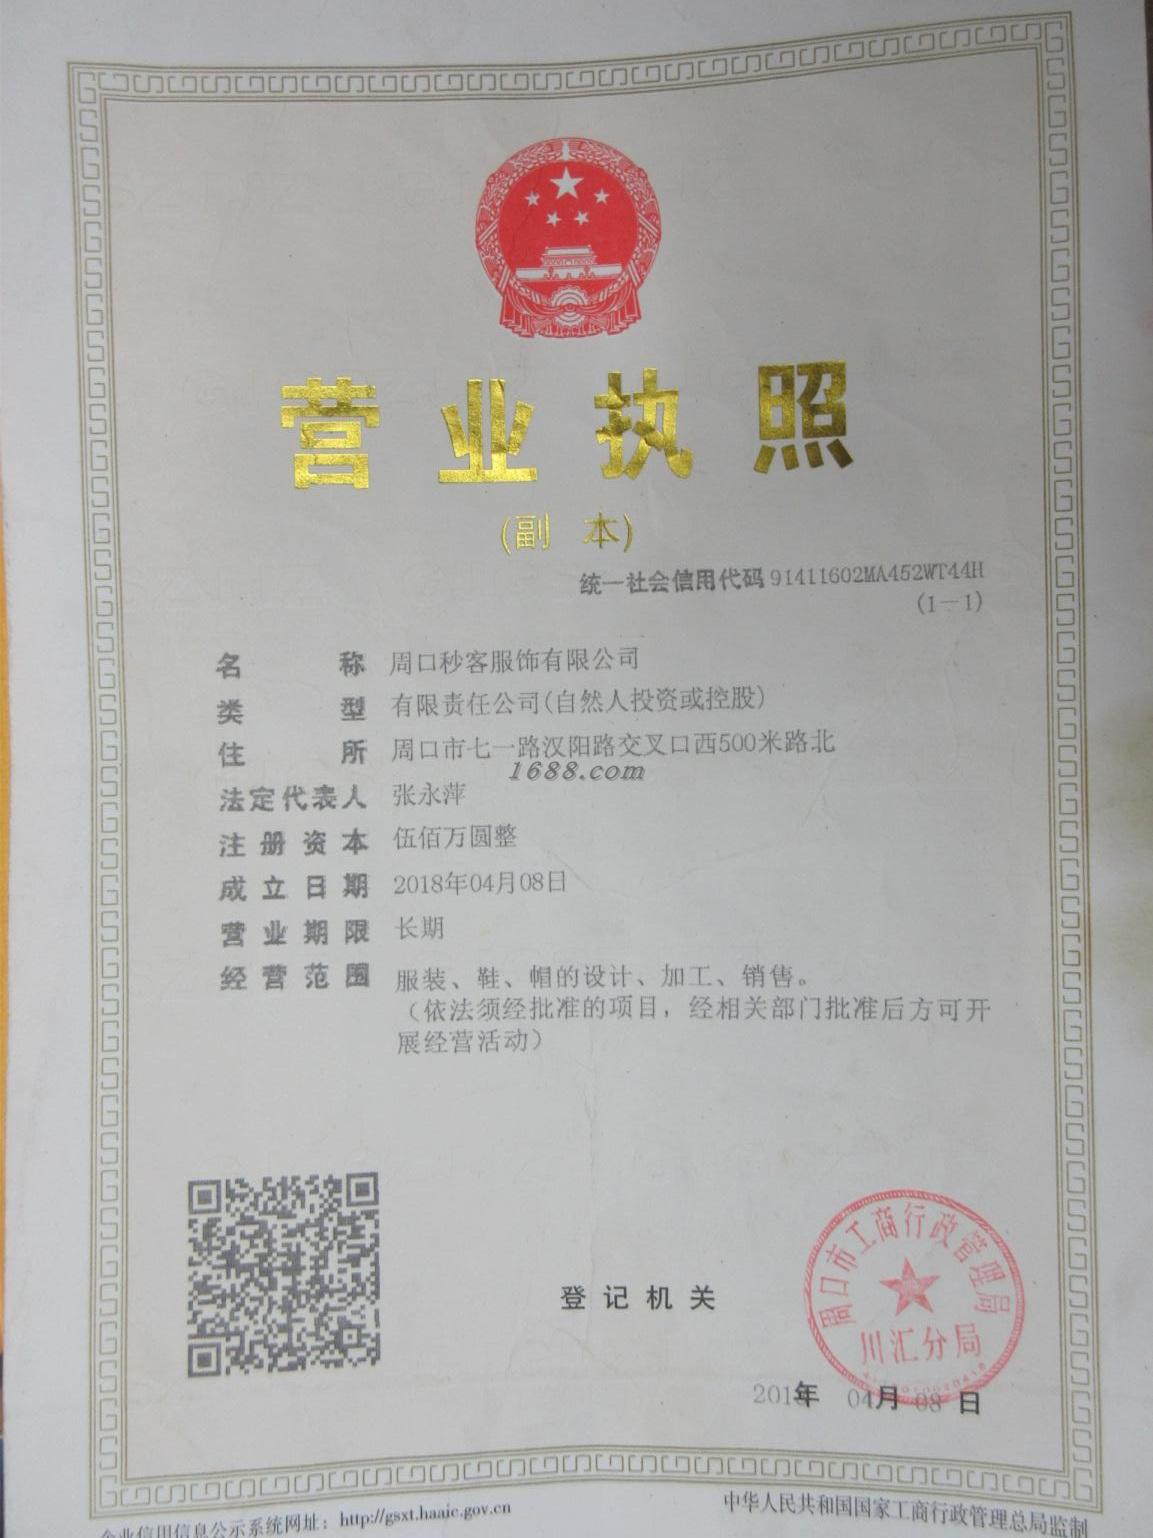 营业执照
(副 本)
统一社会信用代码 91411602MA452WT44H
(1-1)
名 称 周口秒客服饰有限公司
类 型 有限责任公司(自然人投资或控股)
住 所 周口市七一路汉阳路交叉口西500米路北
1688.com
法定代表人 张永萍
注册资本 伍佰万圆整
成立日期 2018年04月08日
营业期限 长期
经营范围 服装、鞋、帽的设计、加工、销售。
(依法须经批准的项目,经相关部门批准后方可开
展经营活动)
周口市工商行政管理局
川汇分局
登记机关
2018年 04月 08日
企业信用信息公示系统网址: http://gsxt.haaic.gov.cn
中华人民共和国国家工商行政管理总局监制